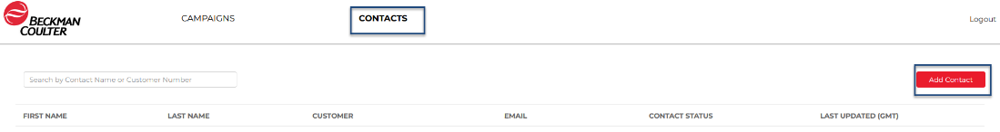 BECKMAN
COULTER
CAMPAIGNS
CONTACTS
Logout
Search by Contact Name or Customer Number
Add Contact
FIRST NAME LAST NAME CUSTOMER EMAIL CONTACT STATUS LAST UPDATED (GMT)